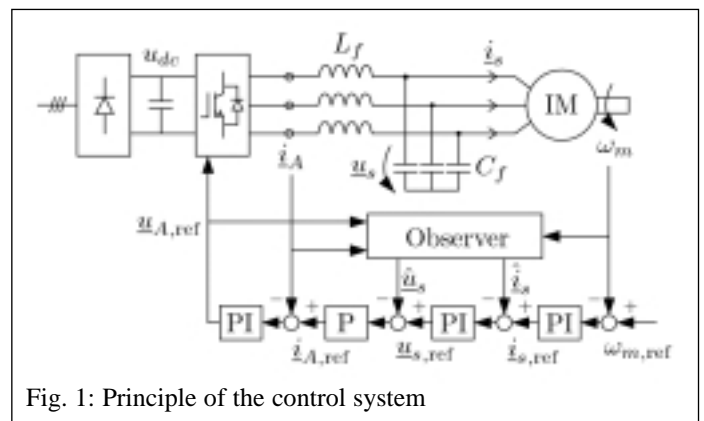 L_f
i_s
u_dc
IM
i_A
u_s
C_f
ω_m
u_A,ref
Observer
û_s
î_s
− + − + − + − +
PI P PI PI
i_A,ref u_s,ref i_s,ref ω_m,ref
Fig. 1: Principle of the control system